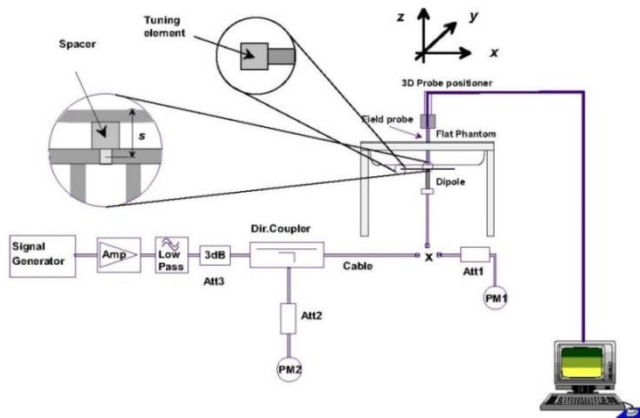 Tuning
element
Spacer
s
z
y
x
3D Probe positioner
Field probe
Flat Phantom
Dipole
Signal
Generator
Amp
Low
Pass
3dB
Att3
Dir.Coupler
Cable
x
Att1
PM1
Att2
PM2